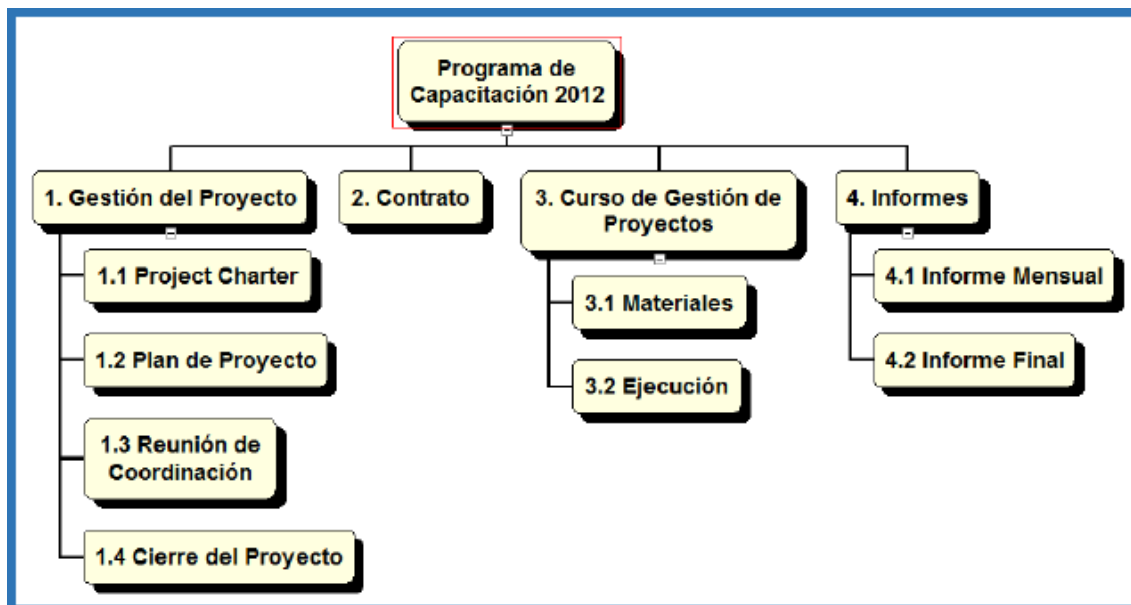 Programa de
Capacitación 2012
1. Gestión del Proyecto
2. Contrato
3. Curso de Gestión de
Proyectos
4. Informes
1.1 Project Charter
1.2 Plan de Proyecto
1.3 Reunión de
Coordinación
1.4 Cierre del Proyecto
3.1 Materiales
3.2 Ejecución
4.1 Informe Mensual
4.2 Informe Final